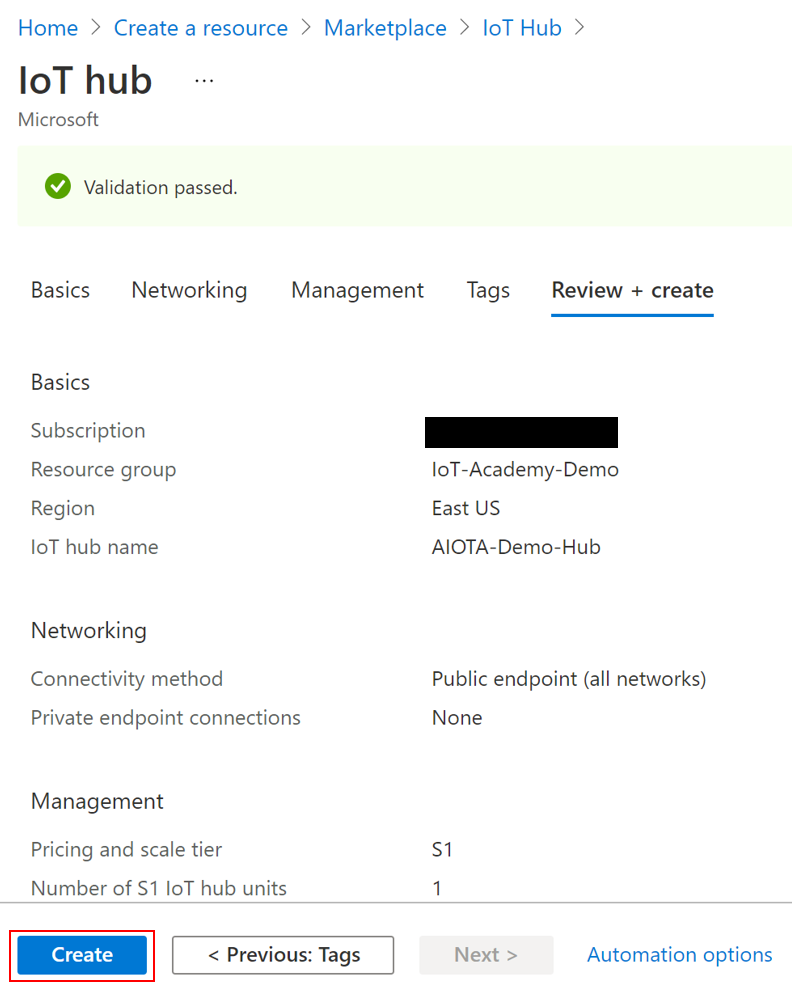 Home > Create a resource > Marketplace > IoT Hub >
IoT hub ...
Microsoft
Validation passed.
Basics Networking Management Tags Review + create
Basics
Subscription
Resource group IoT-Academy-Demo
Region East US
IoT hub name AIOTA-Demo-Hub
Networking
Connectivity method Public endpoint (all networks)
Private endpoint connections None
Management
Pricing and scale tier S1
Number of S1 IoT hub units 1
Create < Previous: Tags Next > Automation options